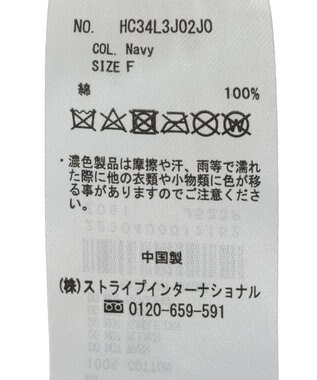 NO. HC34L3J02J0
COL. Navy
SIZE F
綿 100%
・濃色製品は摩擦や汗、雨等で濡れ
た際に他の衣類や小物類に色が移
る事がありますのでご注意くださ
い。
中国製
(株)ストライプインターナショナル
0120-659-591